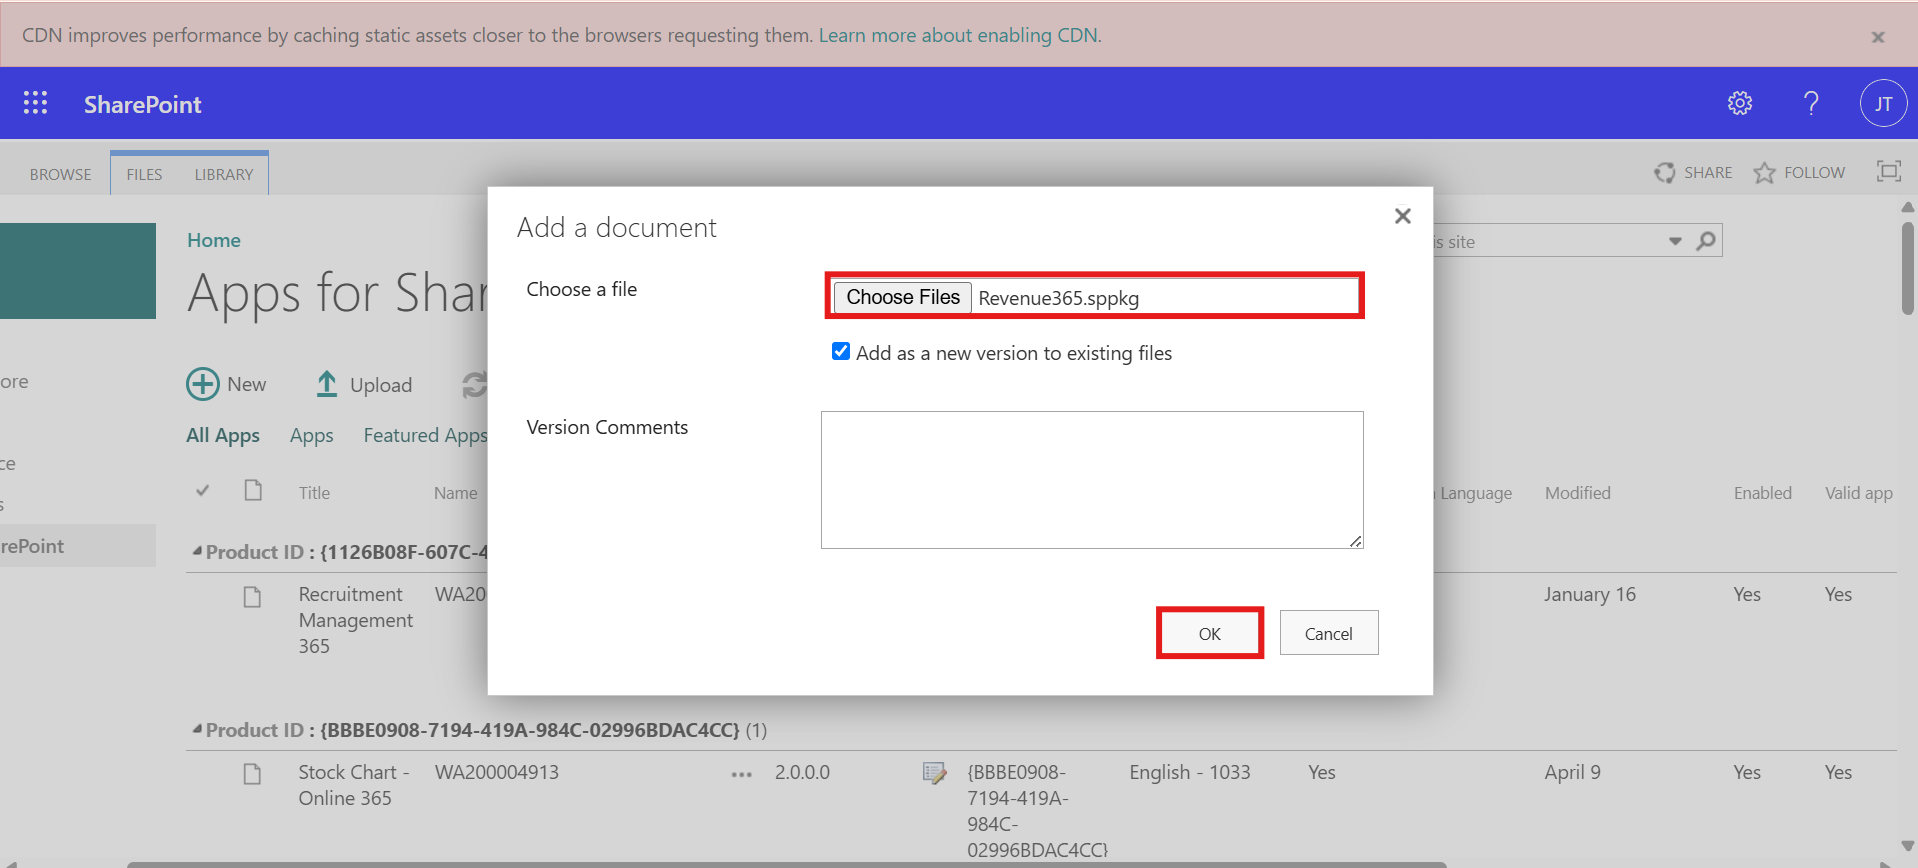 CDN improves performance by caching static assets closer to the browsers requesting them. Learn more about enabling CDN.
SharePoint
JT
BROWSE
FILES
LIBRARY
SHARE
FOLLOW
Add a document
Choose a file
Choose Files Revenue365.sppkg
Add as a new version to existing files
Version Comments
OK
Cancel
Home
is site
Apps for Shar
New
Upload
All Apps
Apps
Featured Apps
ore
ce
s
rePoint
Title
Name
Language
Modified
Enabled
Valid app
Product ID : {1126B08F-607C-4
Recruitment
Management
365
WA20
January 16
Yes
Yes
Product ID : {BBBE0908-7194-419A-984C-02996BDAC4CC} (1)
Stock Chart -
Online 365
WA200004913
2.0.0.0
{BBBE0908-
7194-419A-
984C-
02996BDAC4CC}
English - 1033
Yes
April 9
Yes
Yes